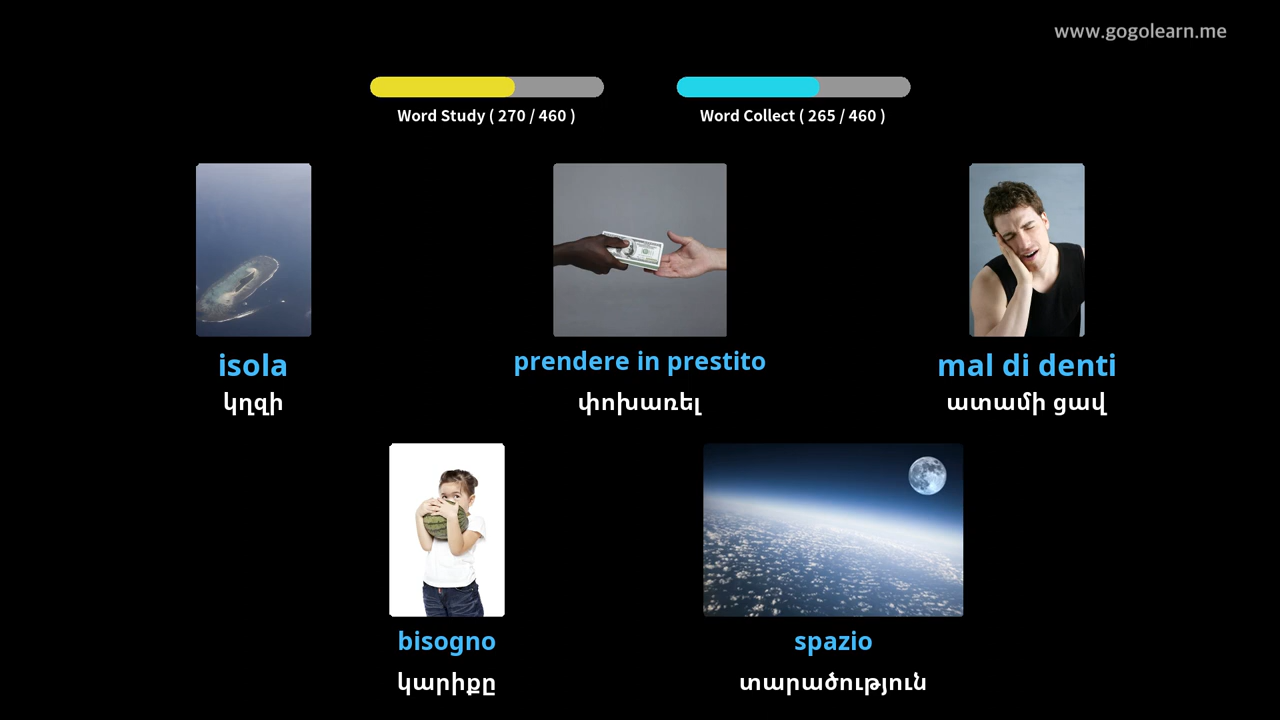 www.gogolearn.me
Word Study ( 270 / 460 )
Word Collect ( 265 / 460 )
isola
կղզի
prendere in prestito
փոխառել
mal di denti
ատամի ցավ
bisogno
կարիքը
spazio
տարածություն